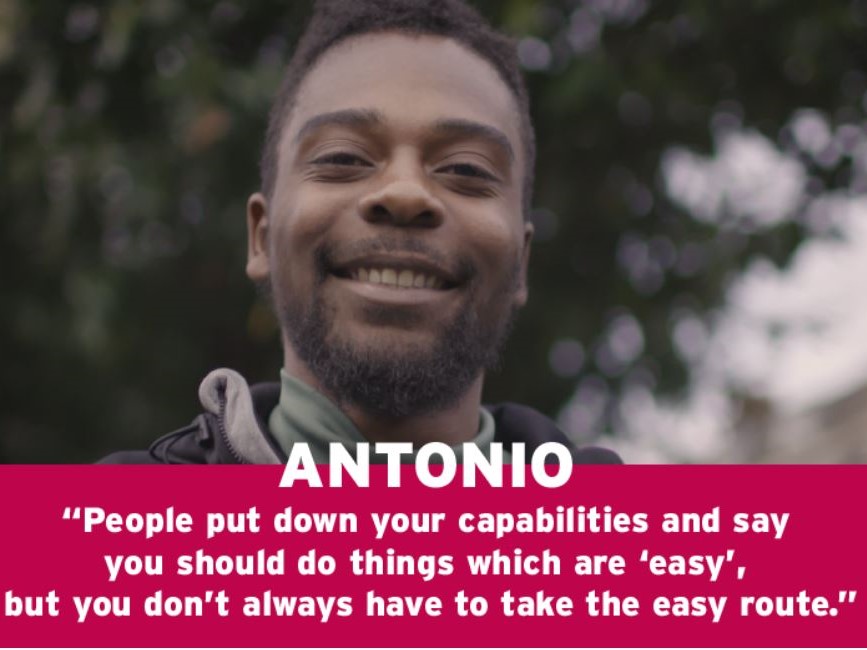 ANTONIO
“People put down your capabilities and say
you should do things which are ‘easy’,
but you don’t always have to take the easy route.”